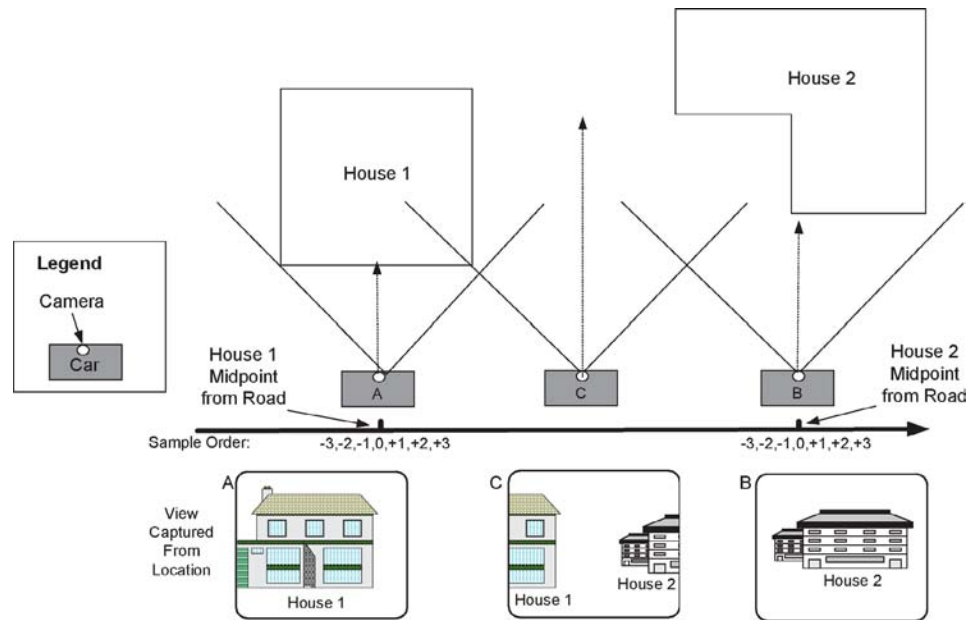 House 2
House 1
Legend
Camera
Car
House 1
Midpoint
from Road
A
C
B
House 2
Midpoint
from Road
Sample Order:
-3,-2,-1,0,+1,+2,+3
-3,-2,-1,0,+1,+2,+3
View
Captured
From
Location
A
House 1
C
House 1
House 2
B
House 2